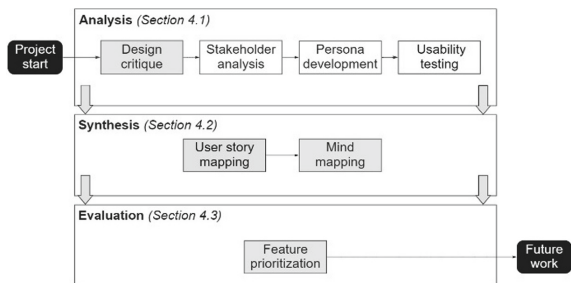 Analysis (Section 4.1)
Project
start
Design
critique
Stakeholder
analysis
Persona
development
Usability
testing
Synthesis (Section 4.2)
User story
mapping
Mind
mapping
Evaluation (Section 4.3)
Feature
prioritization
Future
work